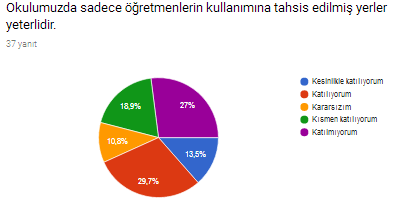 Okulumuzda sadece öğretmenlerin kullanımına tahsis edilmiş yerler
yeterlidir.
37 yanıt
Kesinlikle katılıyorum
Katılıyorum
Kararsızım
Kısmen katılıyorum
Katılmıyorum
18,9%
27%
10,8%
13,5%
29,7%